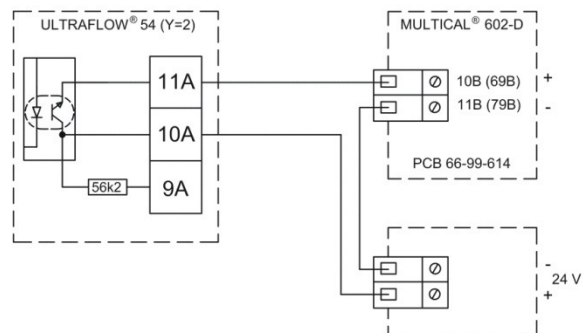 ULTRAFLOW® 54 (Y=2)
11A
10A
9A
56k2
MULTICAL® 602-D
10B (69B) +
11B (79B) -
PCB 66-99-614
-
24 V
+